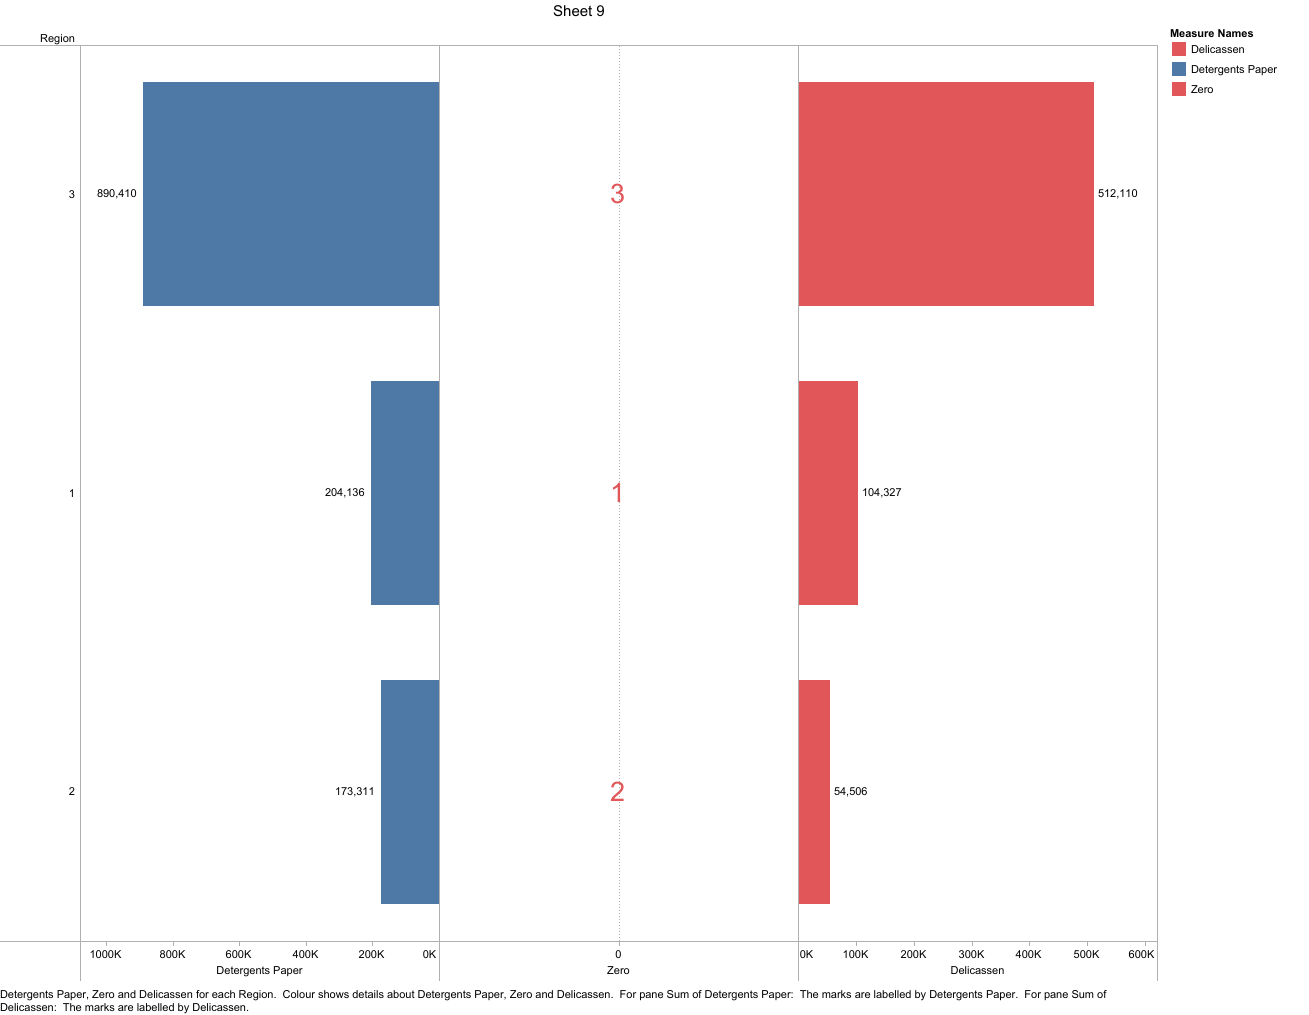 Sheet 9
Region
Measure Names
Delicassen
Detergents Paper
Zero
3
890,410
3
512,110
1
204,136
1
104,327
2
173,311
2
54,506
1000K 800K 600K 400K 200K 0K
0
0K 100K 200K 300K 400K 500K 600K
Detergents Paper
Zero
Delicassen
Detergents Paper, Zero and Delicassen for each Region.  Colour shows details about Detergents Paper, Zero and Delicassen.  For pane Sum of Detergents Paper:  The marks are labelled by Detergents Paper.  For pane Sum of
Delicassen:  The marks are labelled by Delicassen.